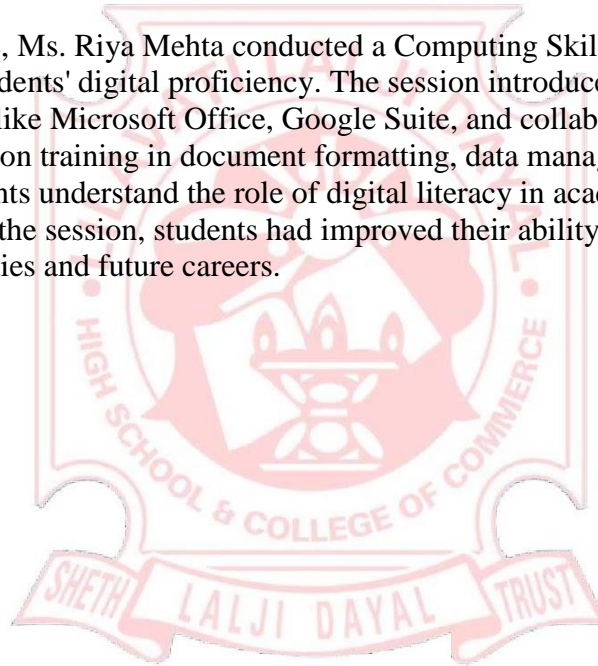 , Ms. Riya Mehta conducted a Computing Skil
dents' digital proficiency. The session introduce
like Microsoft Office, Google Suite, and collab
on training in document formatting, data manag
nts understand the role of digital literacy in aca
the session, students had improved their ability
ies and future careers.
HIGH SCHOOL & COLLEGE OF COMMERCE
SHETH LALJI DAYAL TRUST